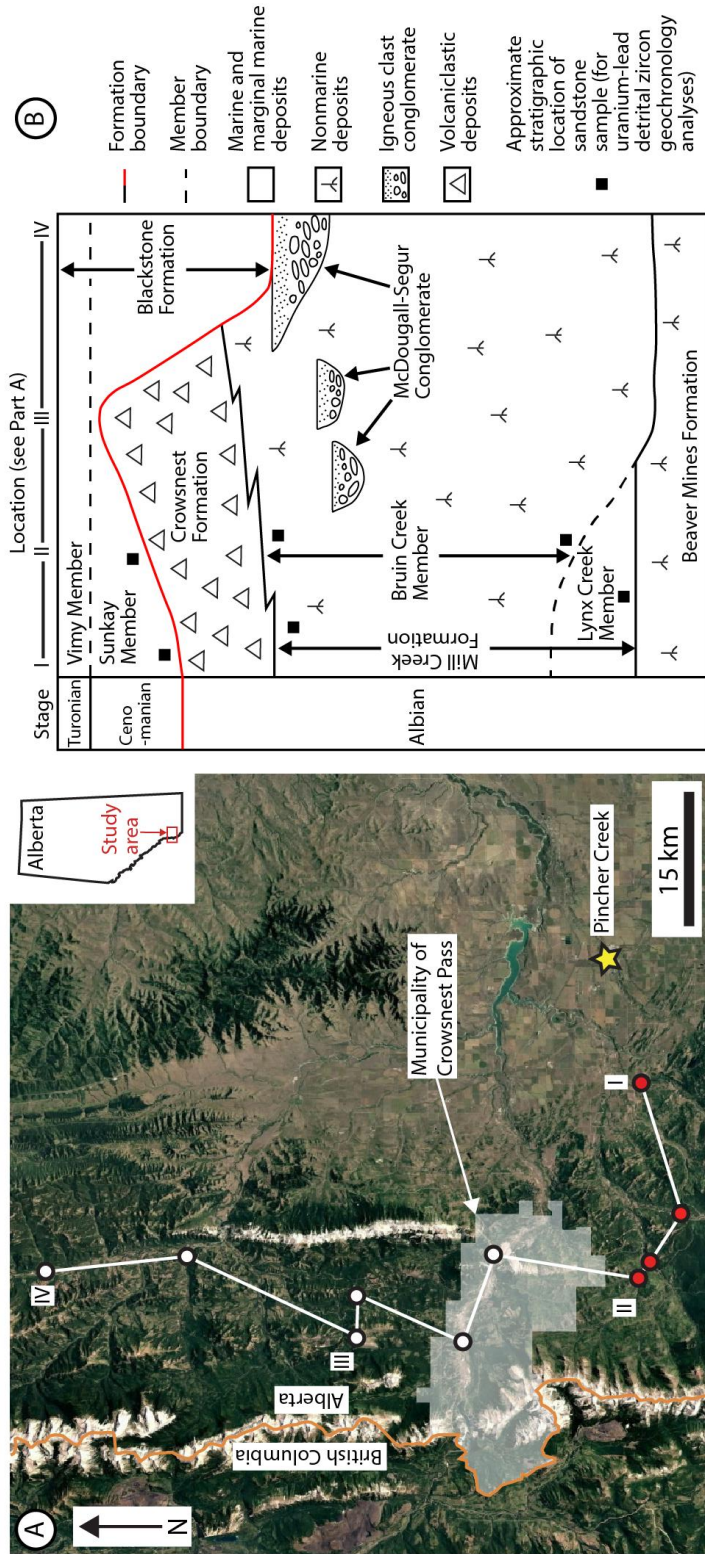 A
N
British Columbia
Alberta
IV
III
II
I
Municipality of
Crowsnest Pass
Pincher Creek
15 km
Alberta
Study
area
B
Location (see Part A)
Stage
I
II
III
IV
Turonian
Ceno
-manian
Albian
Vimy Member
Sunkay
Member
Blackstone
Formation
Crowsnest
Formation
McDougall-Segur
Conglomerate
Bruin Creek
Member
Mill Creek
Formation
Lynx Creek
Member
Beaver Mines Formation
Formation
boundary
Member
boundary
Marine and
marginal marine
deposits
Nonmarine
deposits
Igneous clast
conglomerate
Volcaniclastic
deposits
Approximate
stratigraphic
location of
sandstone
sample (for
uranium-lead
detrital zircon
geochronology
analyses)